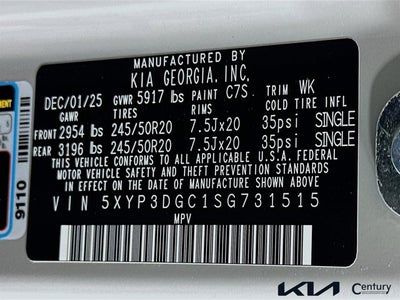 MANUFACTURED BY
KIA GEORGIA, INC.
DEC/01/25 GVWR 5917 lbs PAINT C7S TRIM WK
GAWR TIRES RIMS COLD TIRE INFL
FRONT 2954 lbs 245/50R20 7.5Jx20 35psi SINGLE
REAR 3196 lbs 245/50R20 7.5Jx20 35psi SINGLE
THIS VEHICLE CONFORMS TO ALL APPLICABLE U.S.A. FEDERAL
MOTOR VEHICLE SAFETY AND THEFT PREVENTION STANDARDS
IN EFFECT ON THE DATE OF MANUFACTURE SHOWN ABOVE.
VIN 5XYP3DGC1SG731515
MPV
9110
KIA Century